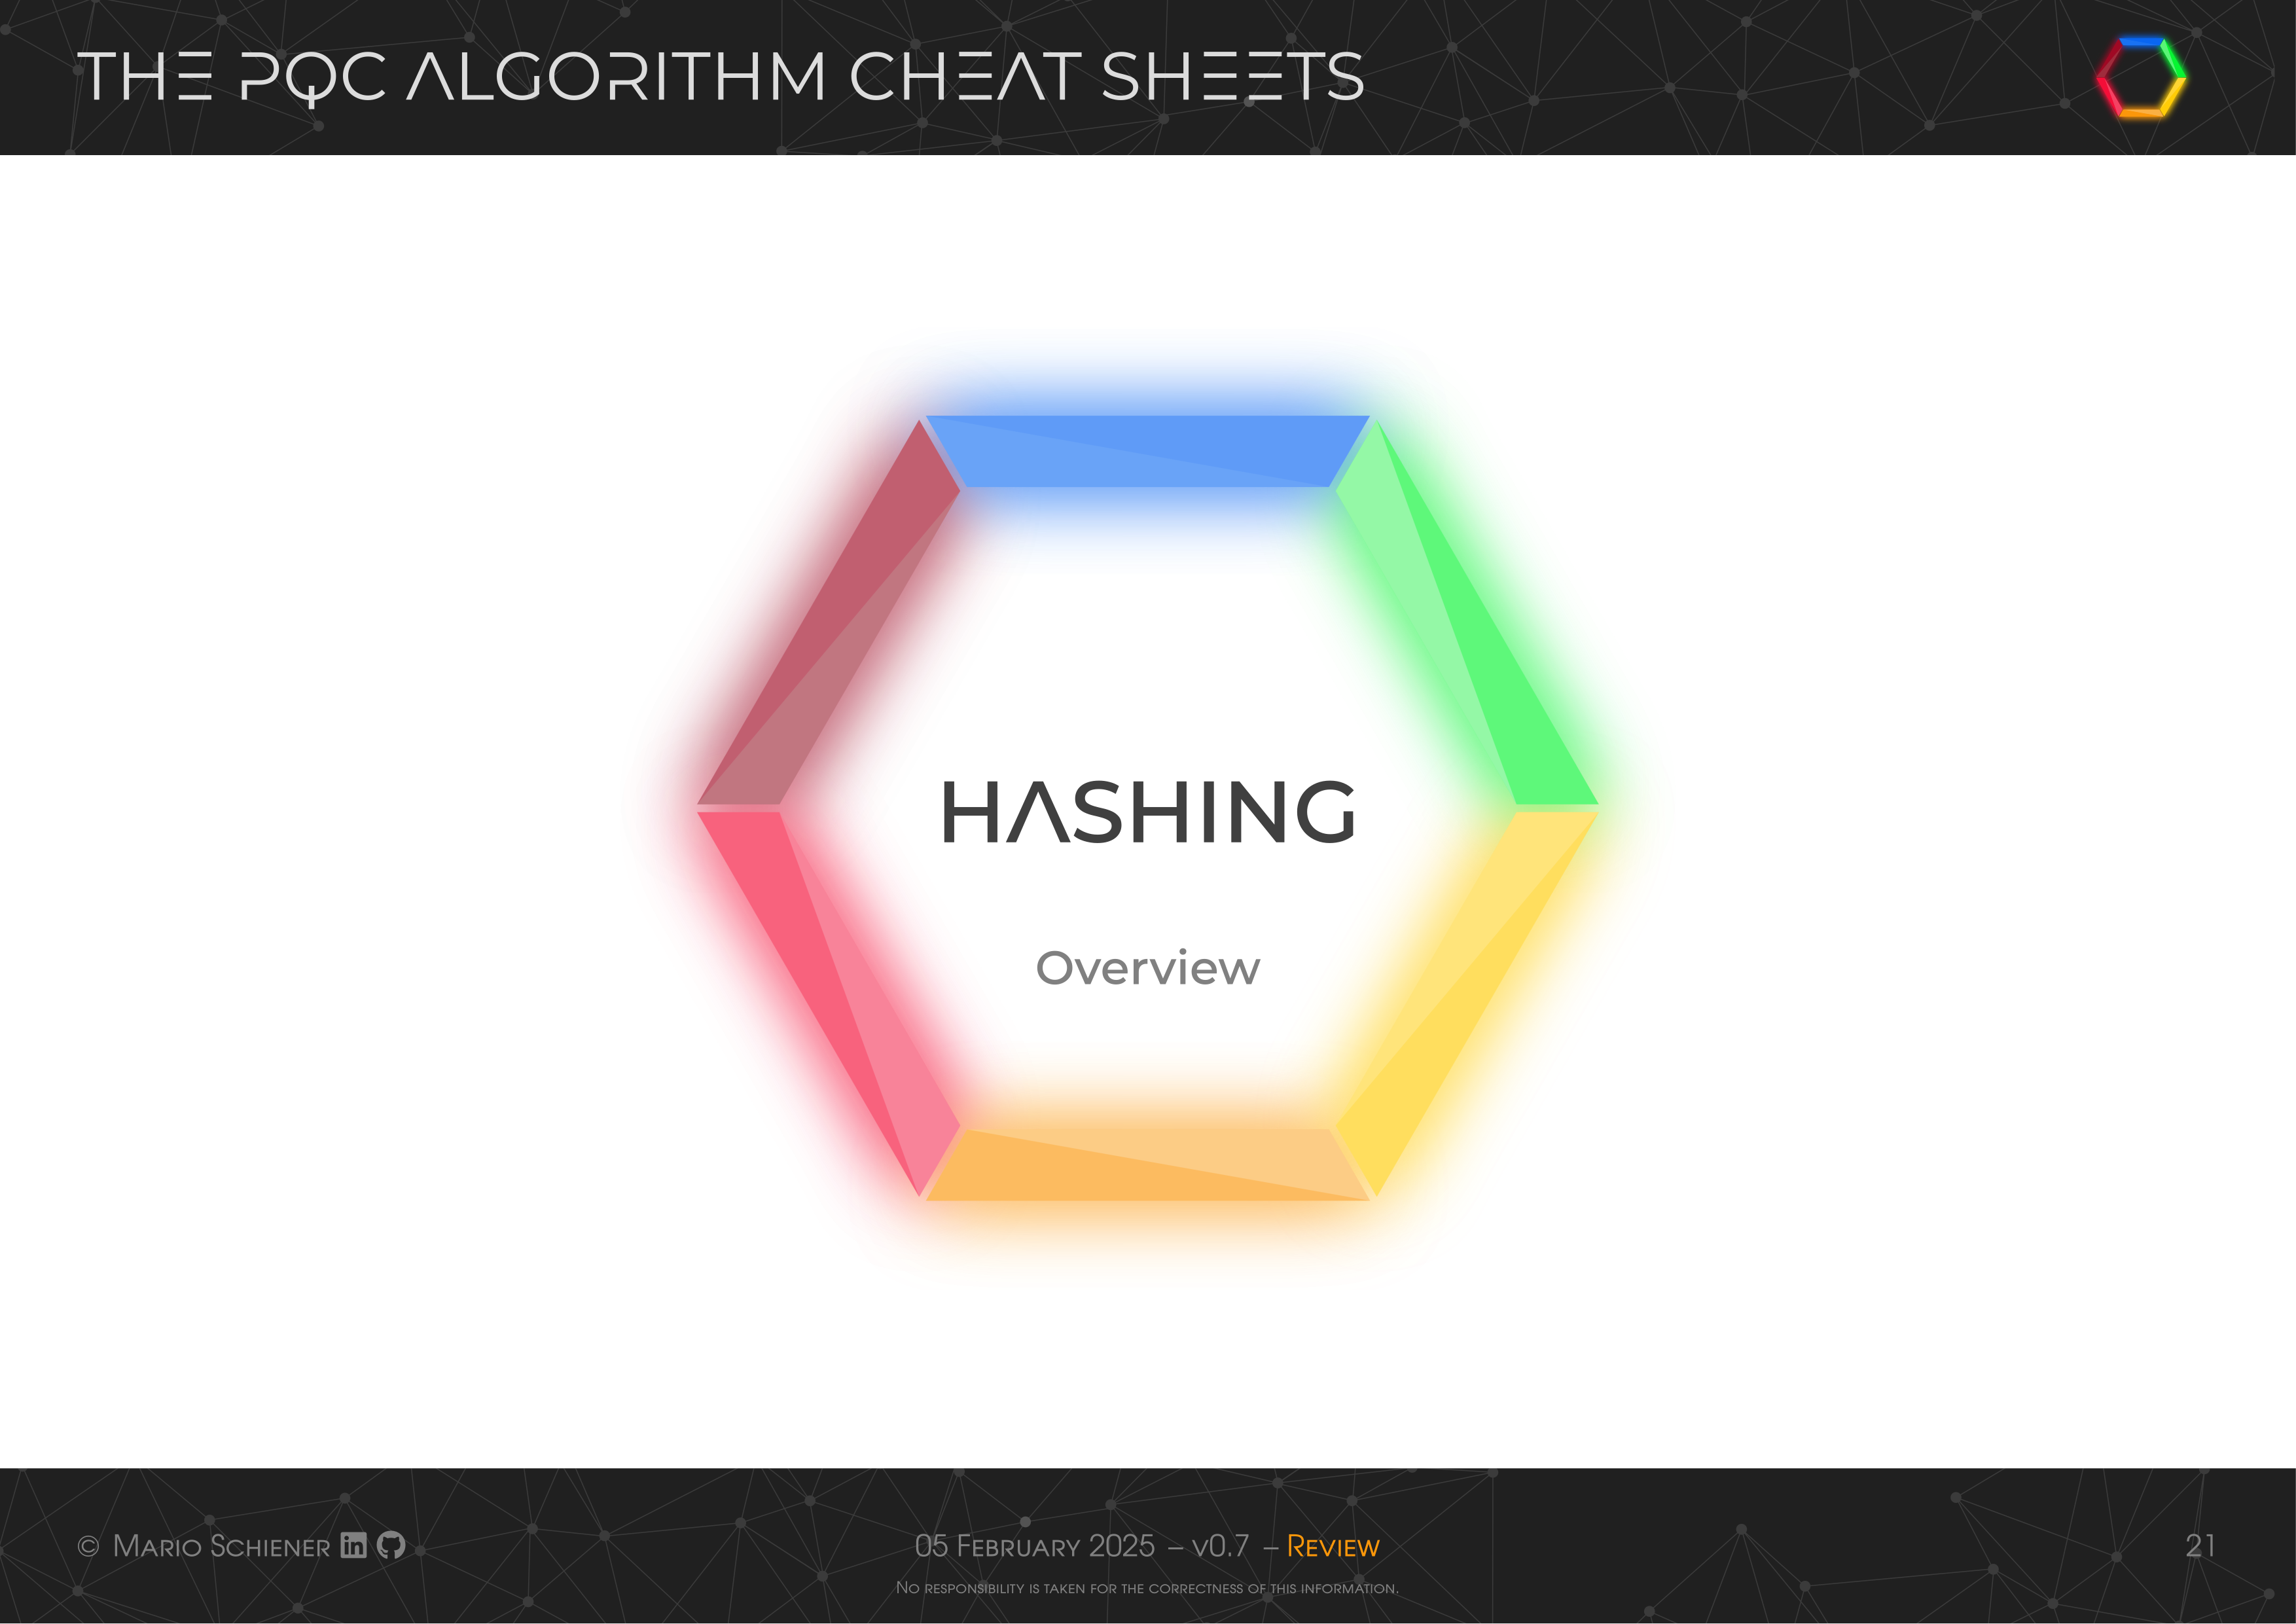 THE PQC ALGORITHM CHEAT SHEETS
HASHING
Overview
© Mario Schiener
05 February 2025 – v0.7 – Review
21
No responsibility is taken for the correctness of this information.